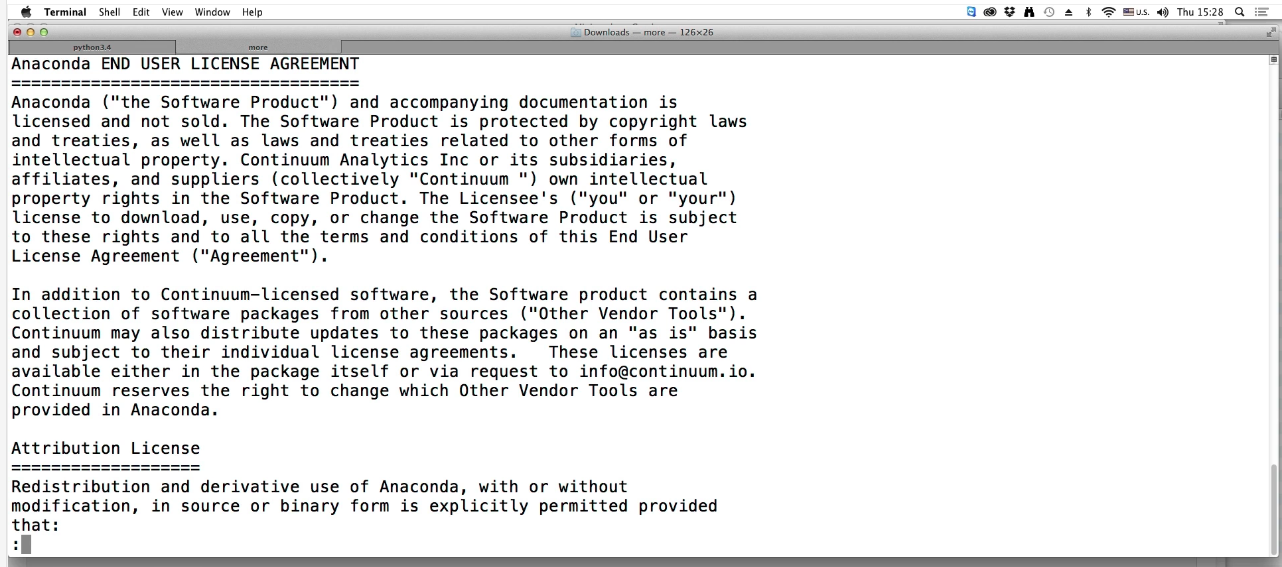 Terminal Shell Edit View Window Help U.S. Thu 15:28
Downloads — more — 126×26
python3.4 more
Anaconda END USER LICENSE AGREEMENT
===================================
Anaconda ("the Software Product") and accompanying documentation is
licensed and not sold. The Software Product is protected by copyright laws
and treaties, as well as laws and treaties related to other forms of
intellectual property. Continuum Analytics Inc or its subsidiaries,
affiliates, and suppliers (collectively "Continuum ") own intellectual
property rights in the Software Product. The Licensee's ("you" or "your")
license to download, use, copy, or change the Software Product is subject
to these rights and to all the terms and conditions of this End User
License Agreement ("Agreement").
In addition to Continuum-licensed software, the Software product contains a
collection of software packages from other sources ("Other Vendor Tools").
Continuum may also distribute updates to these packages on an "as is" basis
and subject to their individual license agreements.   These licenses are
available either in the package itself or via request to info@continuum.io.
Continuum reserves the right to change which Other Vendor Tools are
provided in Anaconda.
Attribution License
===================
Redistribution and derivative use of Anaconda, with or without
modification, in source or binary form is explicitly permitted provided
that:
: